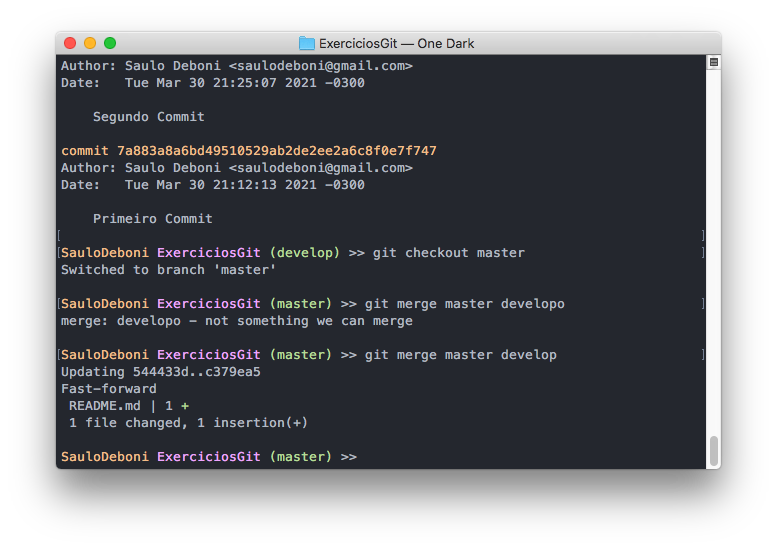 ExerciciosGit — One Dark
Author: Saulo Deboni <saulodeboni@gmail.com>
Date:   Tue Mar 30 21:25:07 2021 -0300
    Segundo Commit
commit 7a883a8a6bd49510529ab2de2ee2a6c8f0e7f747
Author: Saulo Deboni <saulodeboni@gmail.com>
Date:   Tue Mar 30 21:12:13 2021 -0300
    Primeiro Commit
[ ]
[SauloDeboni ExerciciosGit (develop) >> git checkout master ]
Switched to branch 'master'
[SauloDeboni ExerciciosGit (master) >> git merge master developo ]
merge: developo - not something we can merge
[SauloDeboni ExerciciosGit (master) >> git merge master develop ]
Updating 544433d..c379ea5
Fast-forward
 README.md | 1 +
 1 file changed, 1 insertion(+)
SauloDeboni ExerciciosGit (master) >>